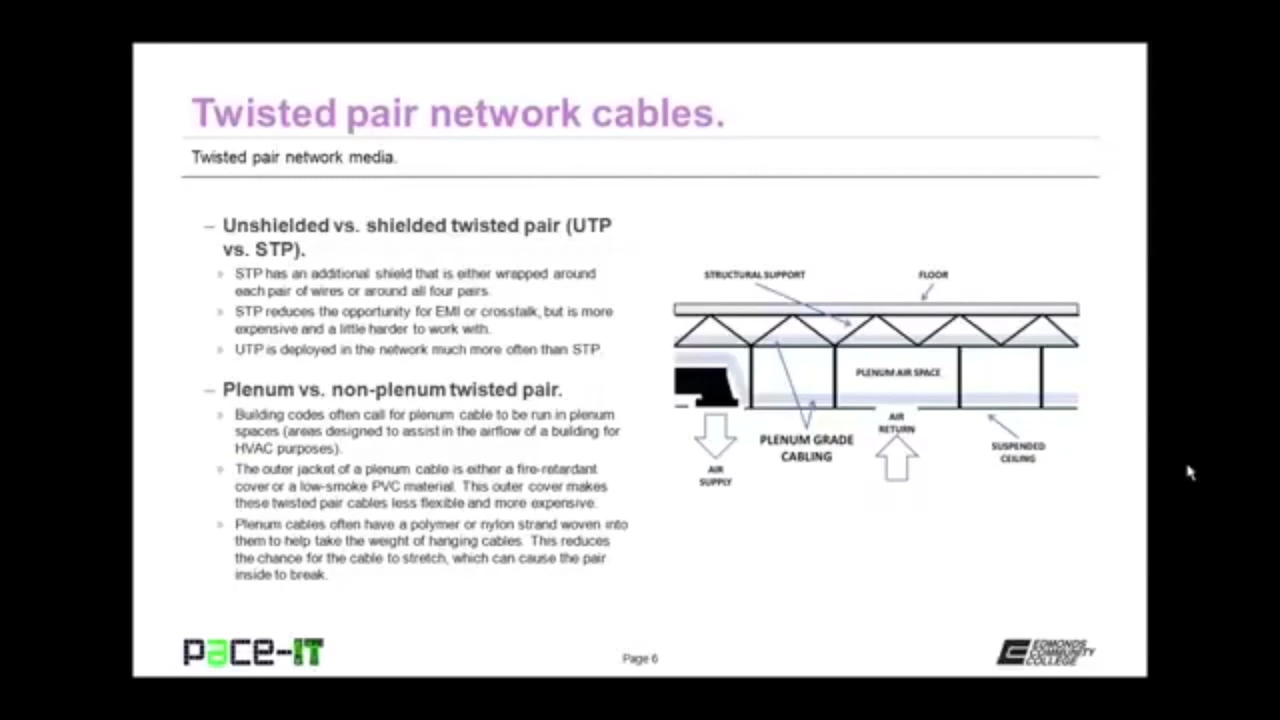 Twisted pair network cables.
Twisted pair network media.
– Unshielded vs. shielded twisted pair (UTP
vs. STP).
» STP has an additional shield that is either wrapped around
each pair of wires or around all four pairs.
» STP reduces the opportunity for EMI or crosstalk, but is more
expensive and a little harder to work with.
» UTP is deployed in the network much more often than STP.
– Plenum vs. non-plenum twisted pair.
» Building codes often call for plenum cable to be run in plenum
spaces (areas designed to assist in the airflow of a building for
HVAC purposes).
» The outer jacket of a plenum cable is either a fire-retardant
cover or a low-smoke PVC material. This outer cover makes
these twisted pair cables less flexible and more expensive.
» Plenum cables often have a polymer or nylon strand woven into
them to help take the weight of hanging cables. This reduces
the chance for the cable to stretch, which can cause the pair
inside to break.
STRUCTURAL SUPPORT
FLOOR
PLENUM AIR SPACE
AIR
RETURN
PLENUM GRADE
CABLING
SUSPENDED
CEILING
AIR
SUPPLY
pace-IT
Page 6
EDMONDS
COMMUNITY
COLLEGE